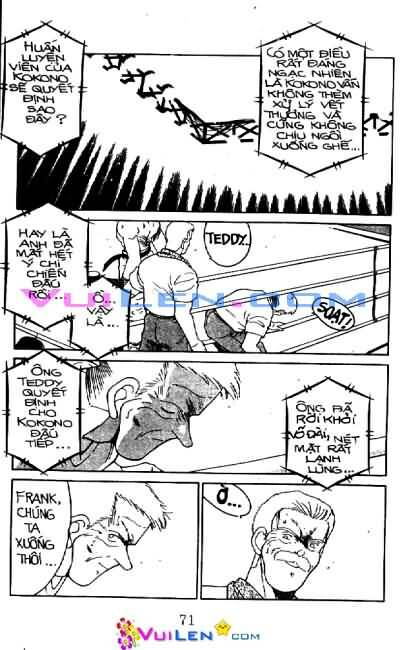 HUẤN
LUYỆN
VIÊN CỦA
KOKONO
SẼ QUYẾT
ĐỊNH
SAO
ĐÂY ?
CÓ MỘT ĐIỀU
RẤT ĐÁNG
NGẠC NHIÊN
LÀ KOKONO VẪN
KHÔNG THÈM
XỬ LÝ VẾT
THƯƠNG VÀ
CŨNG KHÔNG
CHỊU NGỒI
XUỐNG GHẾ...
HAY LÀ
ANH ĐÃ
MẤT HẾT
Ý CHÍ
CHIẾN
ĐẤU
RỒI..
Ồ..
VẬY
LÀ...
TEDDY..
SOẠT!
VUILEN.COM
ÔNG
TEDDY
QUYẾT
ĐỊNH
CHO
KOKONO
ĐẤU
TIẾP...
ÔNG ĐÃ
RỜI KHỎI
VÕ ĐÀI, NÉT
MẶT RẤT
LẠNH
LÙNG...
FRANK,
CHÚNG
TA
XUỐNG
THÔI...
Ờ...
71
VUILEN.COM